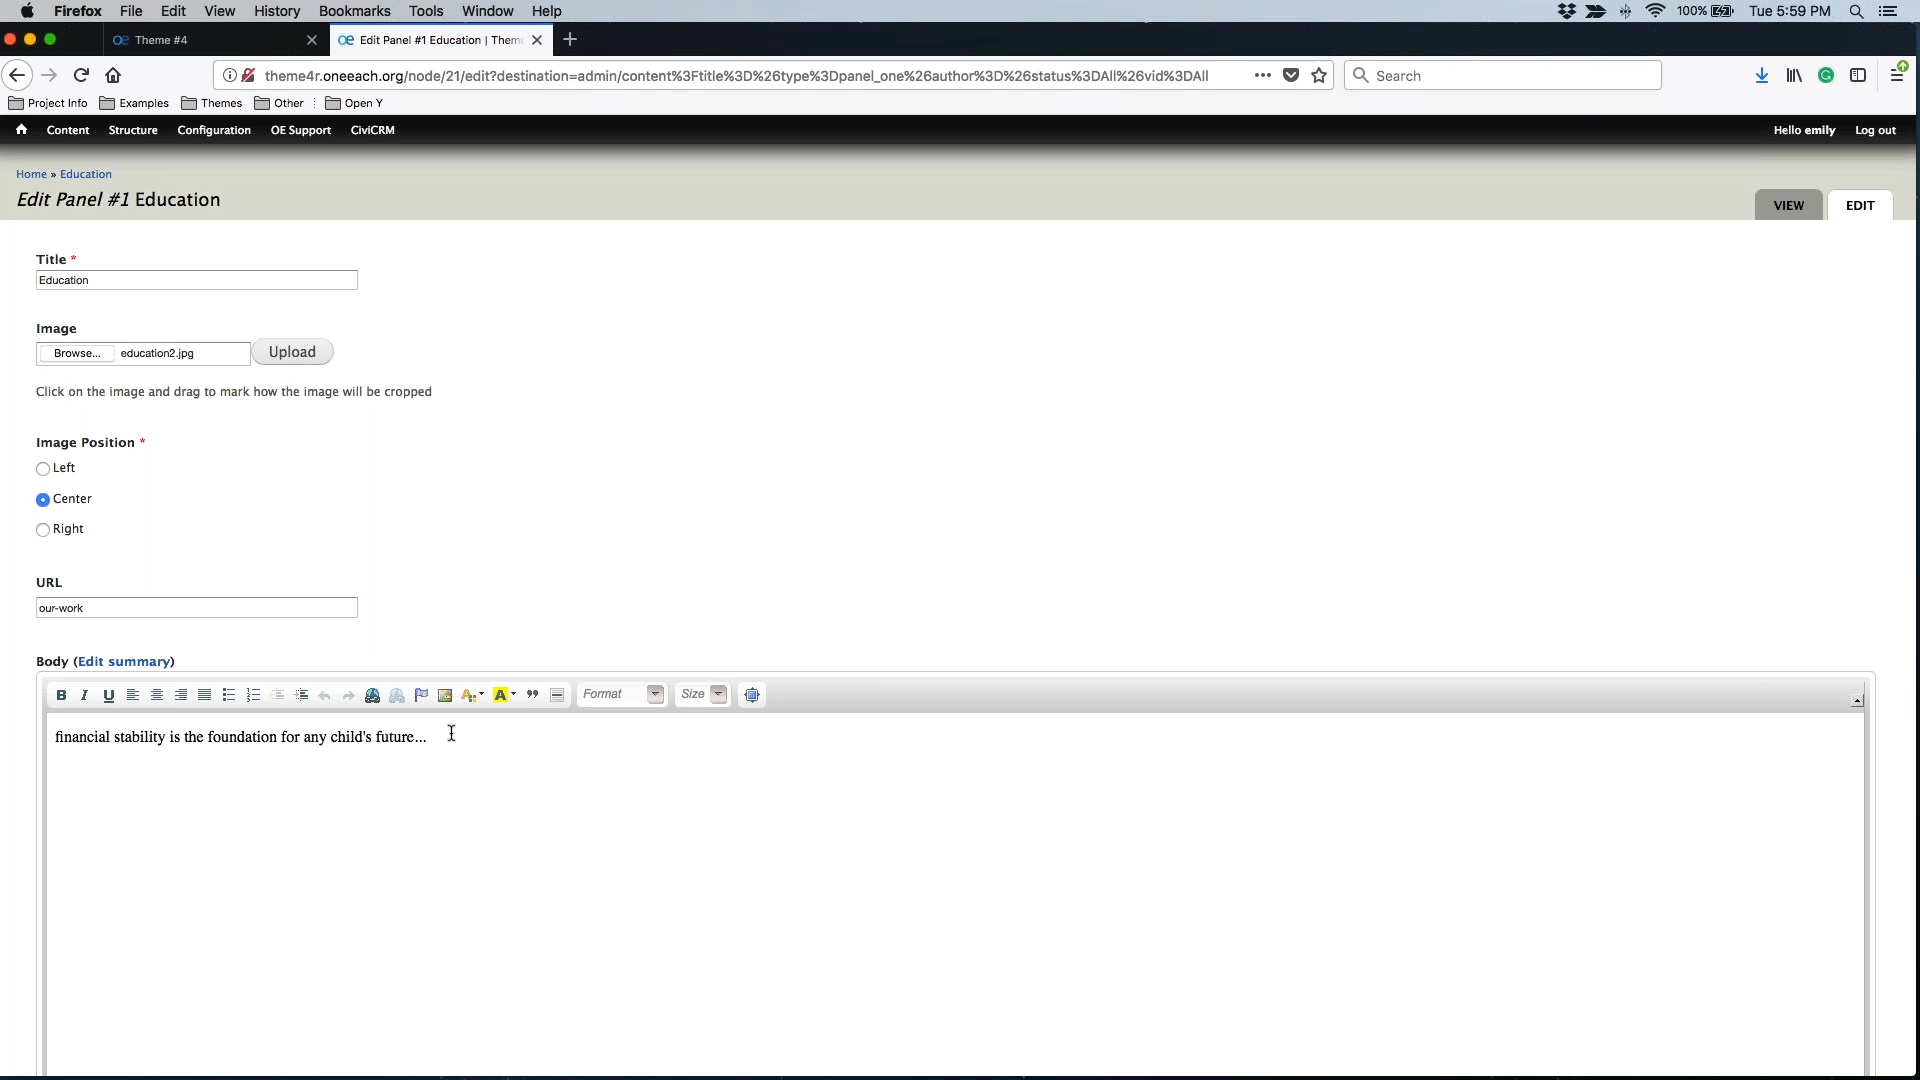 Firefox File Edit View History Bookmarks Tools Window Help 100% Tue 5:59 PM
Theme #4 Edit Panel #1 Education | Them
theme4r.oneeach.org/node/21/edit?destination=admin/content%3Ftitle%3D%26type%3Dpanel_one%26author%3D%26status%3DAll%26vid%3DAll Search
Project Info Examples Themes Other Open Y
Content Structure Configuration OE Support CiviCRM Hello emily Log out
Home » Education
Edit Panel #1 Education
VIEW EDIT
Title *
Education
Image
Browse... education2.jpg Upload
Click on the image and drag to mark how the image will be cropped
Image Position *
Left
Center
Right
URL
our-work
Body (Edit summary)
B I U Format Size
financial stability is the foundation for any child's future...